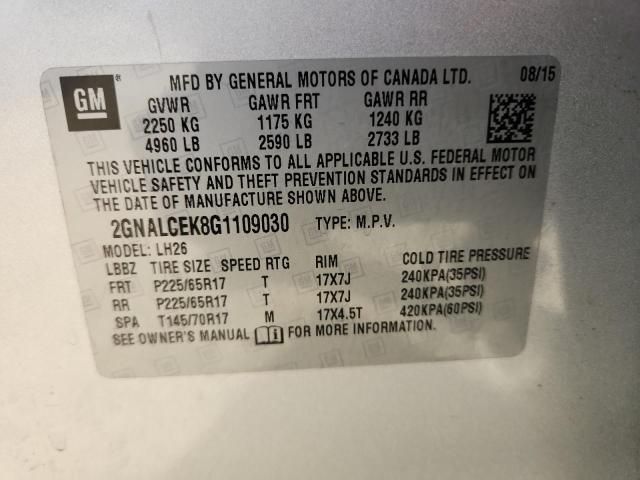 GM ® MFD BY GENERAL MOTORS OF CANADA LTD. 08/15
GVWR GAWR FRT GAWR RR
2250 KG 1175 KG 1240 KG
4960 LB 2590 LB 2733 LB
THIS VEHICLE CONFORMS TO ALL APPLICABLE U.S. FEDERAL MOTOR
VEHICLE SAFETY AND THEFT PREVENTION STANDARDS IN EFFECT ON
THE DATE OF MANUFACTURE SHOWN ABOVE.
2GNALCEK8G1109030 TYPE: M.P.V.
MODEL: LH26
LBBZ TIRE SIZE SPEED RTG RIM COLD TIRE PRESSURE
FRT P225/65R17 T 17X7J 240KPA(35PSI)
RR P225/65R17 T 17X7J 240KPA(35PSI)
SPA T145/70R17 M 17X4.5T 420KPA(60PSI)
SEE OWNER'S MANUAL FOR MORE INFORMATION.